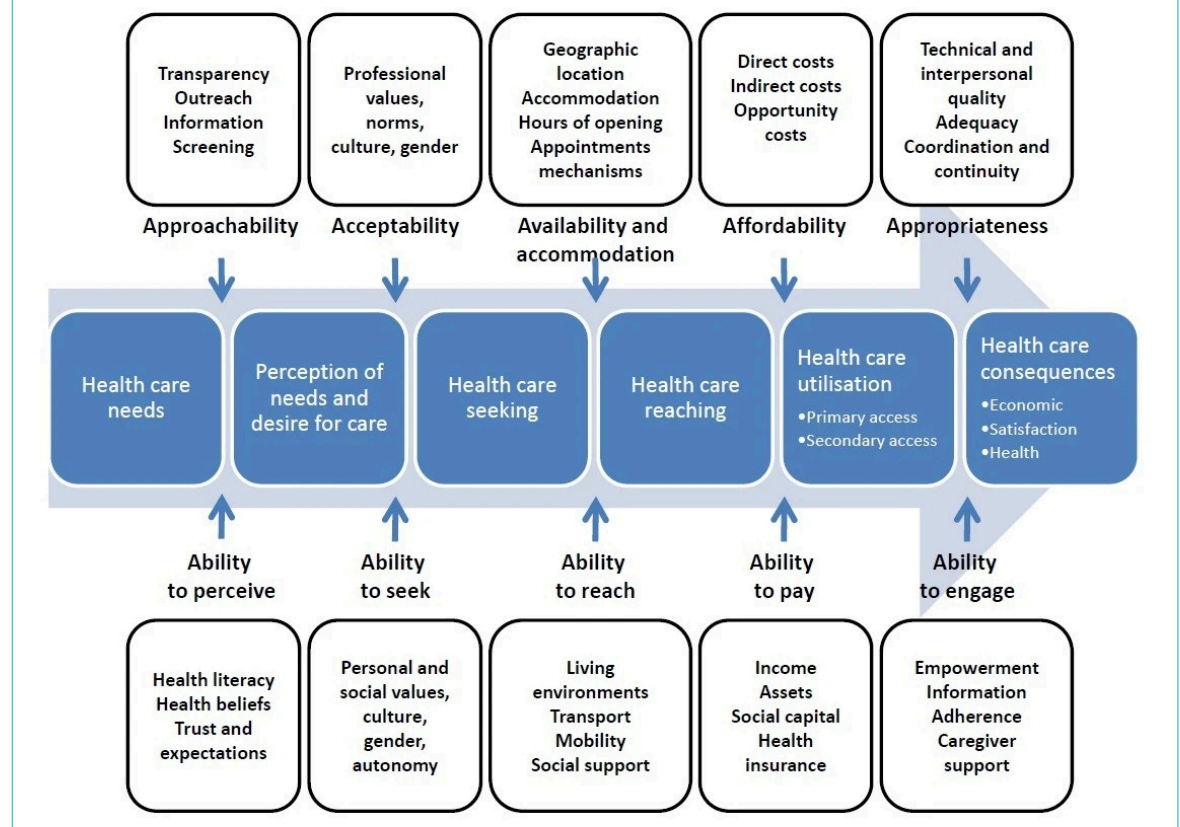 Transparency
Outreach
Information
Screening
Professional
values,
norms,
culture, gender
Geographic
location
Accommodation
Hours of opening
Appointments
mechanisms
Direct costs
Indirect costs
Opportunity
costs
Technical and
interpersonal
quality
Adequacy
Coordination and
continuity
Approachability
Acceptability
Availability and
accommodation
Affordability
Appropriateness
Health care
needs
Perception of
needs and
desire for care
Health care
seeking
Health care
reaching
Health care
utilisation
•Primary access
•Secondary access
Health care
consequences
•Economic
•Satisfaction
•Health
Ability
to perceive
Ability
to seek
Ability
to reach
Ability
to pay
Ability
to engage
Health literacy
Health beliefs
Trust and
expectations
Personal and
social values,
culture,
gender,
autonomy
Living
environments
Transport
Mobility
Social support
Income
Assets
Social capital
Health
insurance
Empowerment
Information
Adherence
Caregiver
support